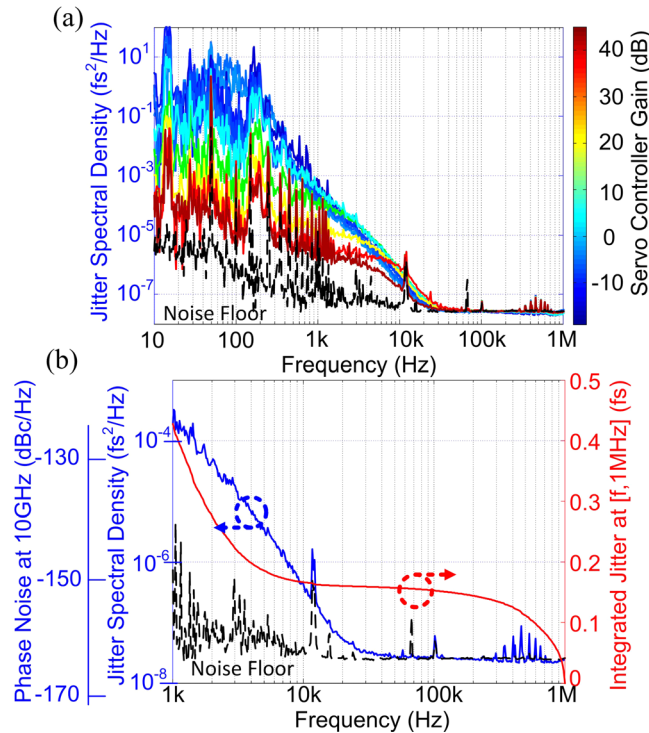 (a)
Jitter Spectral Density (fs²/Hz)
10¹
10⁻¹
10⁻³
10⁻⁵
10⁻⁷
Noise Floor
10 100 1k 10k 100k 1M
Frequency (Hz)
40
30
20
10
0
-10
Servo Controller Gain (dB)
(b)
Phase Noise at 10GHz (dBc/Hz)
-130
-150
-170
Jitter Spectral Density (fs²/Hz)
10⁻⁴
10⁻⁶
10⁻⁸
Noise Floor
1k 10k 100k 1M
Frequency (Hz)
0.5
0.4
0.3
0.2
0.1
0
Integrated Jitter at [f,1MHz] (fs)